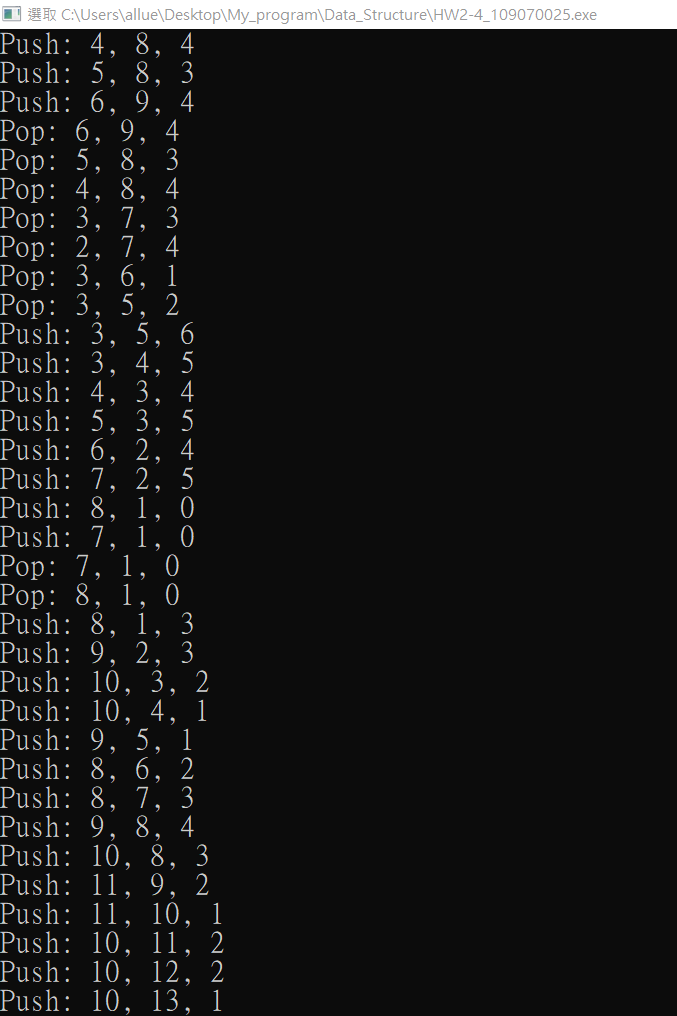 選取 C:\Users\allue\Desktop\My_program\Data_Structure\HW2-4_109070025.exe
Push: 4, 8, 4
Push: 5, 8, 3
Push: 6, 9, 4
Pop: 6, 9, 4
Pop: 5, 8, 3
Pop: 4, 8, 4
Pop: 3, 7, 3
Pop: 2, 7, 4
Pop: 3, 6, 1
Pop: 3, 5, 2
Push: 3, 5, 6
Push: 3, 4, 5
Push: 4, 3, 4
Push: 5, 3, 5
Push: 6, 2, 4
Push: 7, 2, 5
Push: 8, 1, 0
Push: 7, 1, 0
Pop: 7, 1, 0
Pop: 8, 1, 0
Push: 8, 1, 3
Push: 9, 2, 3
Push: 10, 3, 2
Push: 10, 4, 1
Push: 9, 5, 1
Push: 8, 6, 2
Push: 8, 7, 3
Push: 9, 8, 4
Push: 10, 8, 3
Push: 11, 9, 2
Push: 11, 10, 1
Push: 10, 11, 2
Push: 10, 12, 2
Push: 10, 13, 1